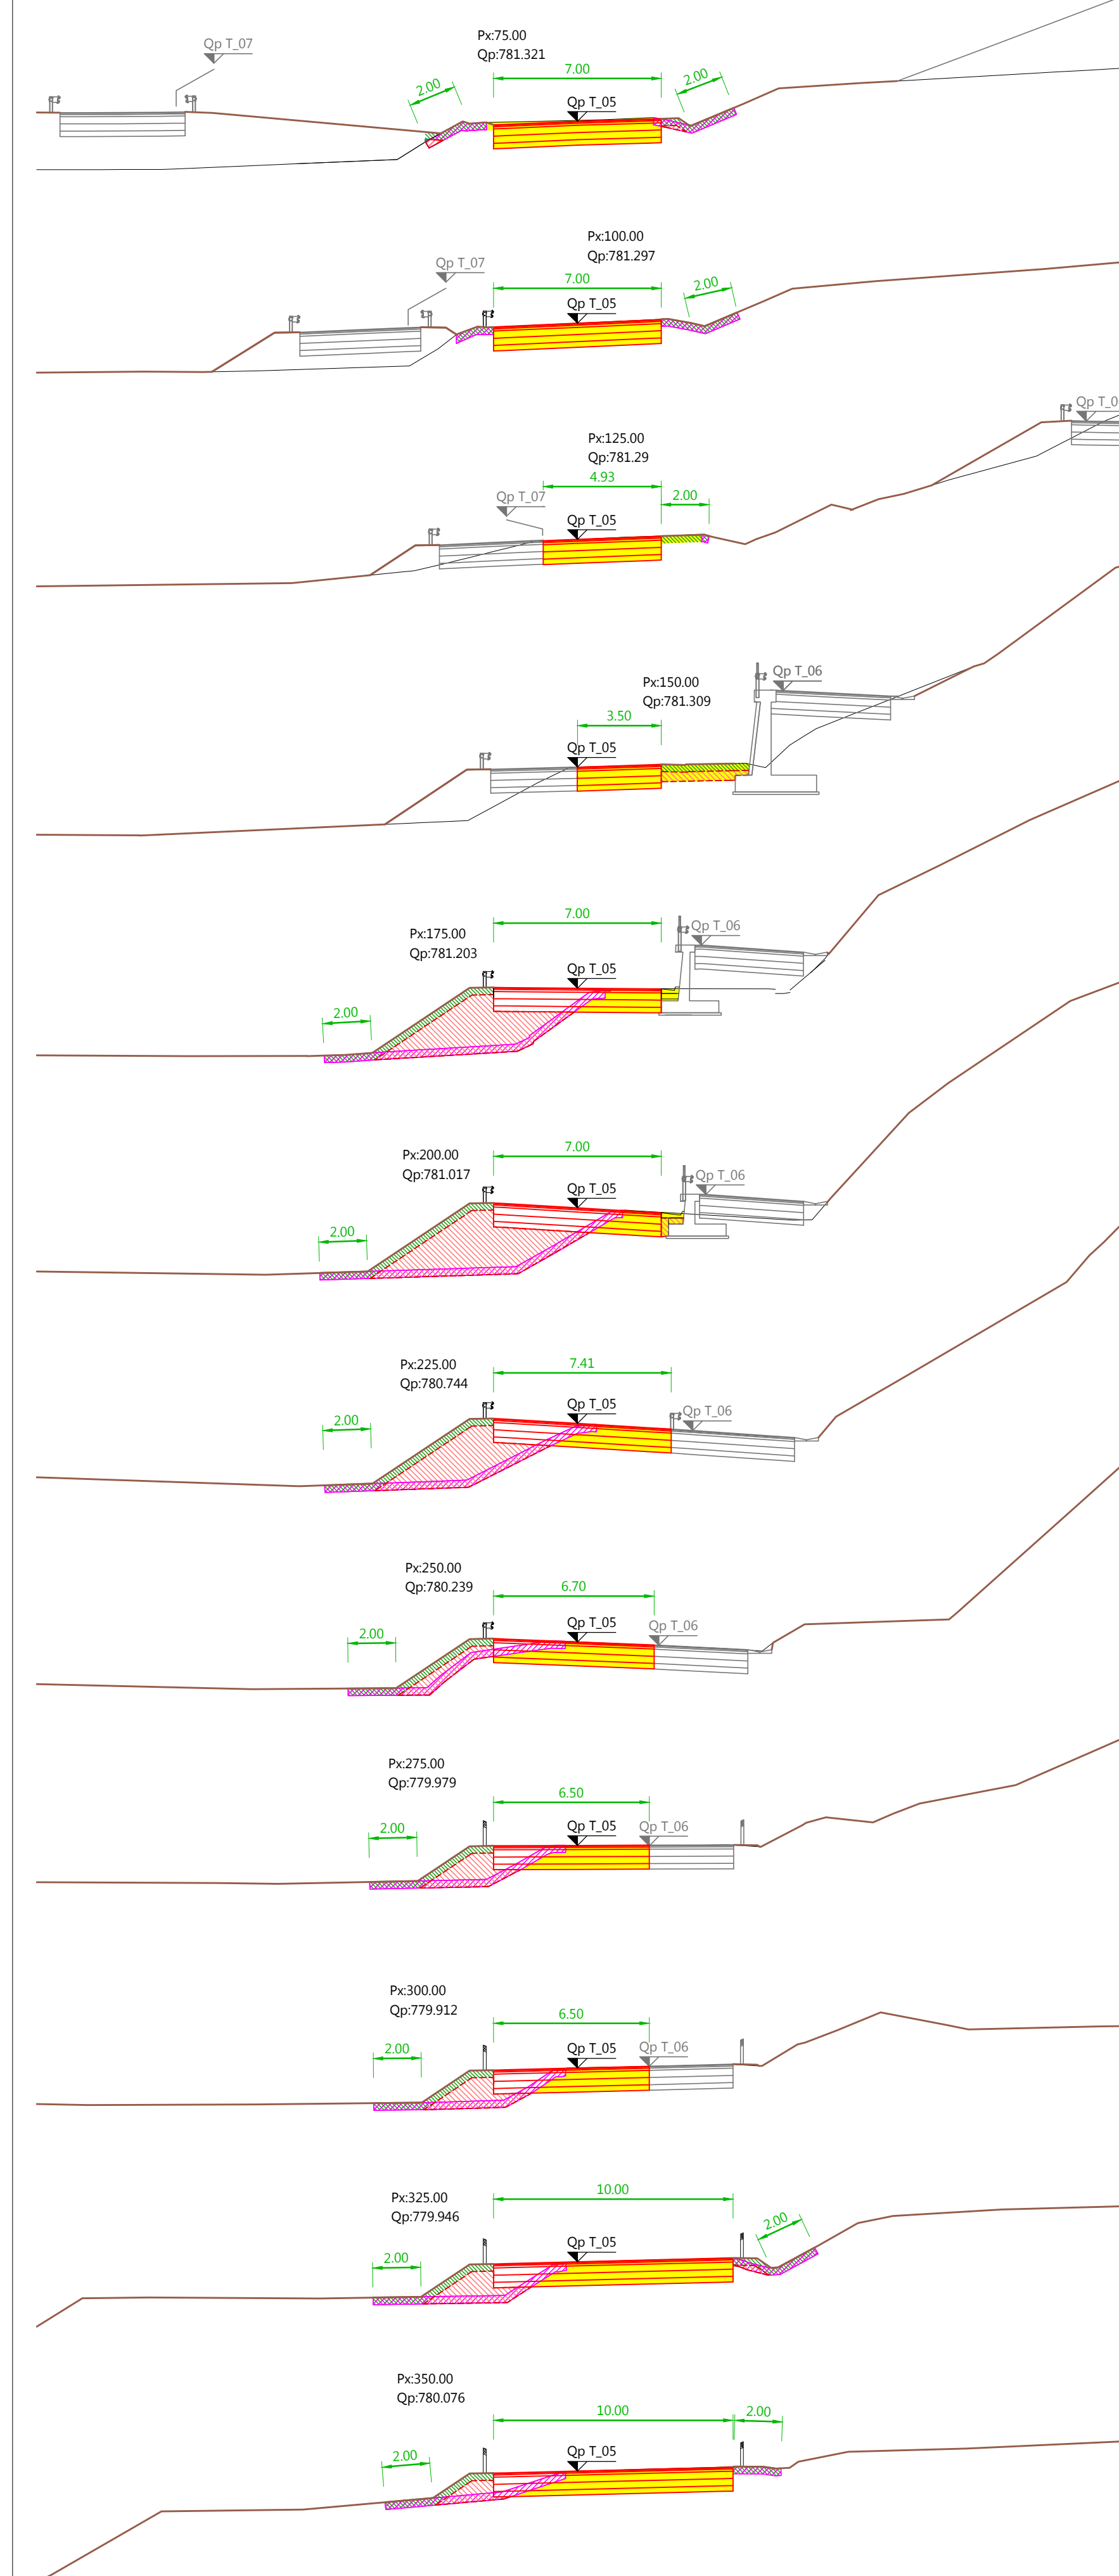 Qp T_07
Px:75.00
Qp:781.321
2.00
7.00
2.00
Qp T_05
Px:100.00
Qp:781.297
Qp T_07
7.00
2.00
Qp T_05
Qp T_0
Px:125.00
Qp:781.29
4.93
Qp T_07
2.00
Qp T_05
Px:150.00
Qp:781.309
Qp T_06
3.50
Qp T_05
7.00
Px:175.00
Qp:781.203
Qp T_06
Qp T_05
2.00
Px:200.00
Qp:781.017
7.00
Qp T_06
Qp T_05
2.00
Px:225.00
Qp:780.744
7.41
Qp T_05
Qp T_06
2.00
Px:250.00
Qp:780.239
6.70
Qp T_05
Qp T_06
2.00
Px:275.00
Qp:779.979
6.50
2.00
Qp T_05
Qp T_06
Px:300.00
Qp:779.912
6.50
2.00
Qp T_05
Qp T_06
Px:325.00
Qp:779.946
10.00
2.00
2.00
Qp T_05
Px:350.00
Qp:780.076
10.00
2.00
2.00
Qp T_05